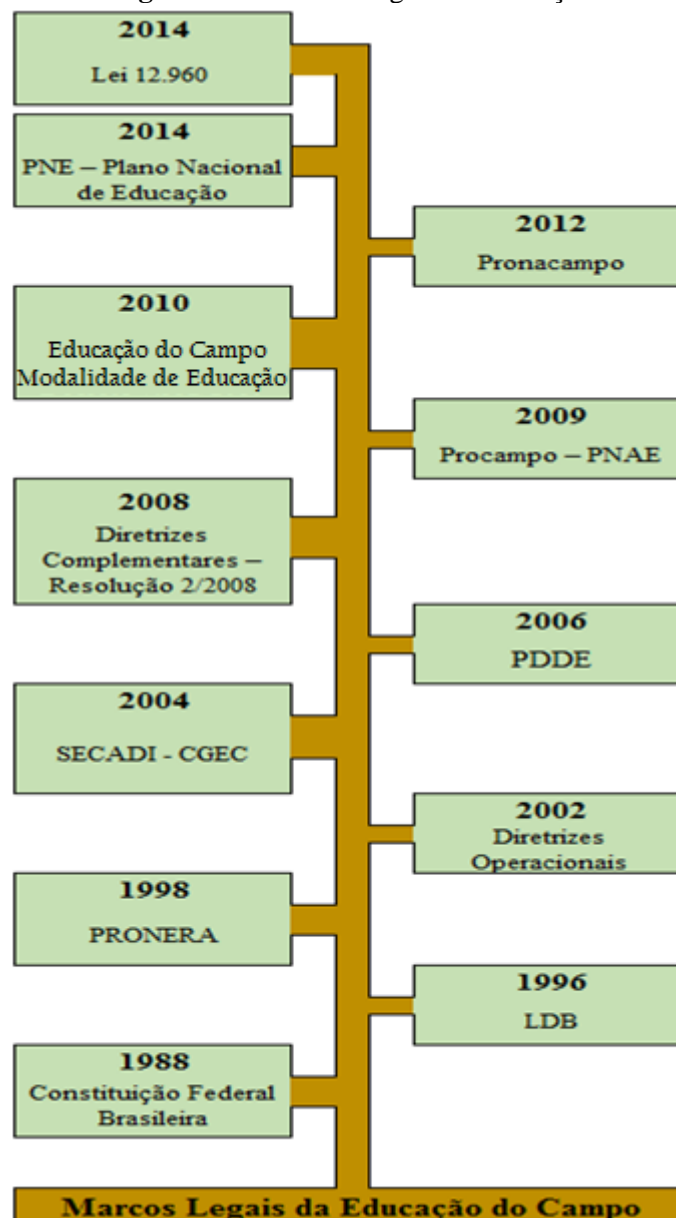 2014
Lei 12.960
2014
PNE – Plano Nacional
de Educação
2012
Pronacampo
2010
Educação do Campo
Modalidade de Educação
2009
Procampo – PNAE
2008
Diretrizes
Complementares –
Resolução 2/2008
2006
PDDE
2004
SECADI - CGEC
2002
Diretrizes
Operacionais
1998
PRONERA
1996
LDB
1988
Constituição Federal
Brasileira
Marcos Legais da Educação do Campo